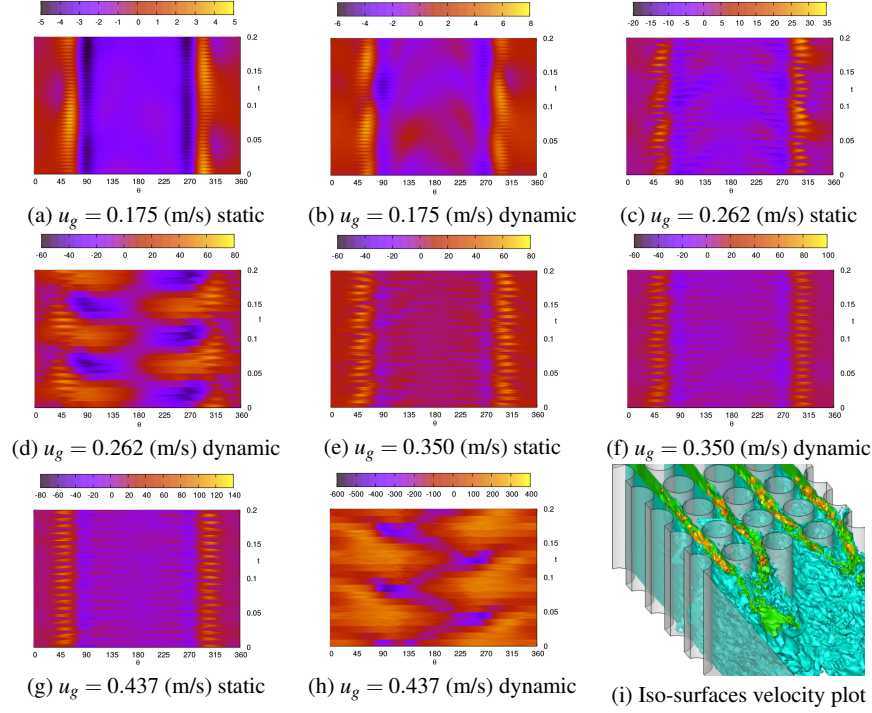 -5 -4 -3 -2 -1 0 1 2 3 4 5
-6 -4 -2 0 2 4 6 8
-20 -15 -10 -5 0 5 10 15 20 25 30 35
0.2 0.15 t 0.1 0.05 0
0.2 0.15 t 0.1 0.05 0
0.2 0.15 t 0.1 0.05 0
0 45 90 135 180 225 270 315 360
0 45 90 135 180 225 270 315 360
0 45 90 135 180 225 270 315 360
θ
θ
θ
(a) u_g = 0.175 (m/s) static
(b) u_g = 0.175 (m/s) dynamic
(c) u_g = 0.262 (m/s) static
-60 -40 -20 0 20 40 60 80
-60 -40 -20 0 20 40 60 80
-60 -40 -20 0 20 40 60 80 100
0.2 0.15 t 0.1 0.05 0
0.2 0.15 t 0.1 0.05 0
0.2 0.15 t 0.1 0.05 0
0 45 90 135 180 225 270 315 360
0 45 90 135 180 225 270 315 360
0 45 90 135 180 225 270 315 360
θ
θ
θ
(d) u_g = 0.262 (m/s) dynamic
(e) u_g = 0.350 (m/s) static
(f) u_g = 0.350 (m/s) dynamic
-80 -60 -40 -20 0 20 40 60 80 100 120 140
-600 -500 -400 -300 -200 -100 0 100 200 300 400
0.2 0.15 t 0.1 0.05 0
0.2 0.15 t 0.1 0.05 0
0 45 90 135 180 225 270 315 360
0 45 90 135 180 225 270 315 360
θ
θ
(g) u_g = 0.437 (m/s) static
(h) u_g = 0.437 (m/s) dynamic
(i) Iso-surfaces velocity plot